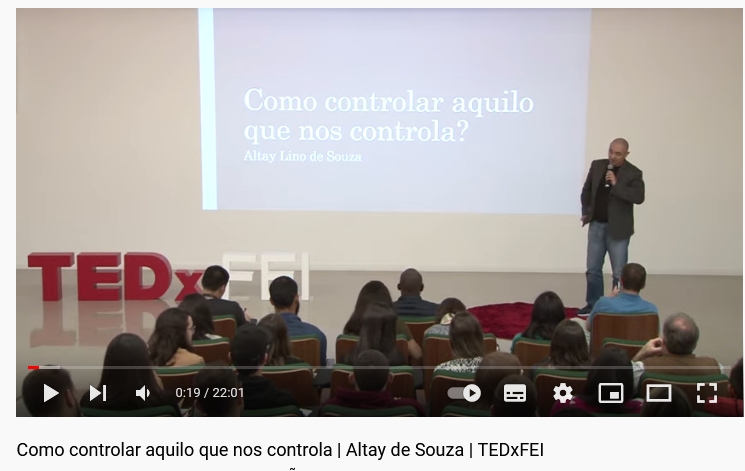 Como controlar aquilo
que nos controla?
Altay Lino de Souza
TEDxFEI
0:19 / 22:01
Como controlar aquilo que nos controla | Altay de Souza | TEDxFEI